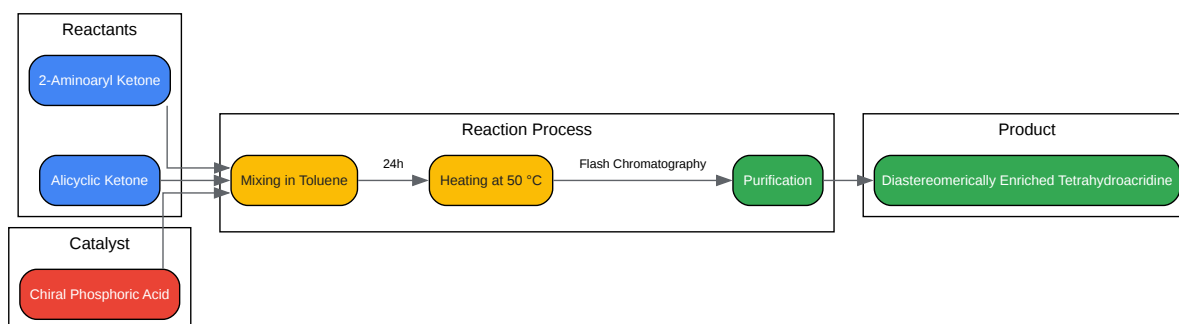 Reactants
2-Aminoaryl Ketone
Alicyclic Ketone
Catalyst
Chiral Phosphoric Acid
Reaction Process
Mixing in Toluene
24h
Heating at 50 °C
Flash Chromatography
Purification
Product
Diastereomerically Enriched Tetrahydroacridine